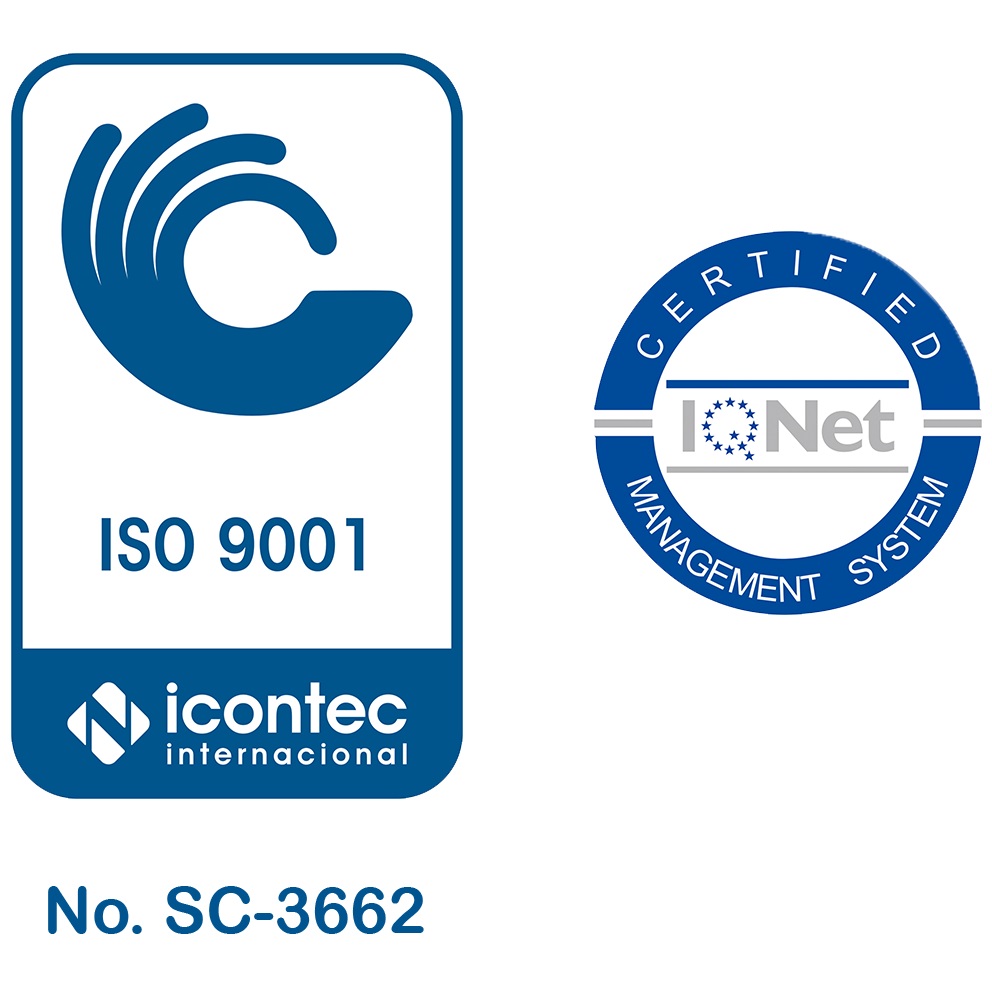 ISO 9001
icontec
internacional
No. SC-3662
CERTIFIED
IQNet
MANAGEMENT SYSTEM